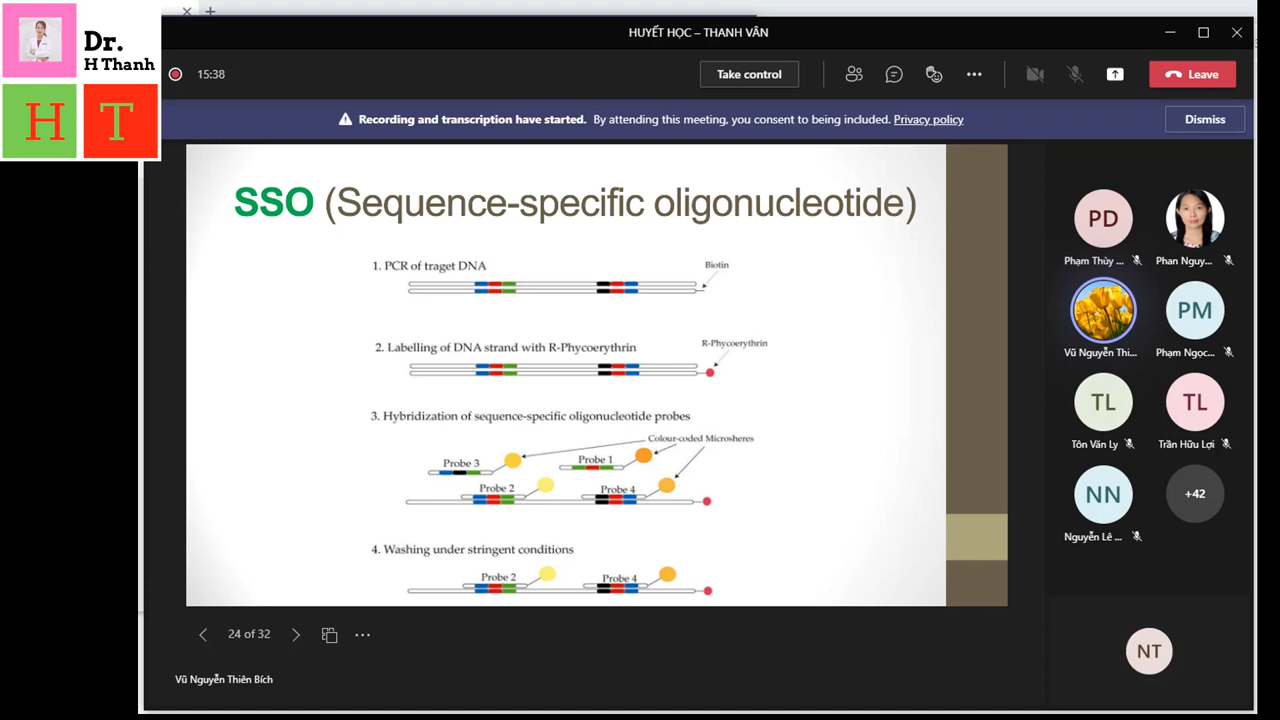 Dr.
H Thanh
H T
HUYẾT HỌC – THANH VÂN
15:38
Take control
Leave
Recording and transcription have started. By attending this meeting, you consent to being included. Privacy policy
Dismiss
SSO (Sequence-specific oligonucleotide)
1. PCR of traget DNA
Biotin
2. Labelling of DNA strand with R-Phycoerythrin
R-Phycoerythrin
3. Hybridization of sequence-specific oligonucleotide probes
Colour-coded Microsheres
Probe 3
Probe 1
Probe 2
Probe 4
4. Washing under stringent conditions
Probe 2
Probe 4
PD
Phạm Thùy ...
Phan Nguy...
Vũ Nguyễn Thi...
PM
Phạm Ngọc...
TL
Tôn Văn Ly
TL
Trần Hữu Lợi
NN
Nguyễn Lê ...
+42
NT
24 of 32
Vũ Nguyễn Thiên Bích